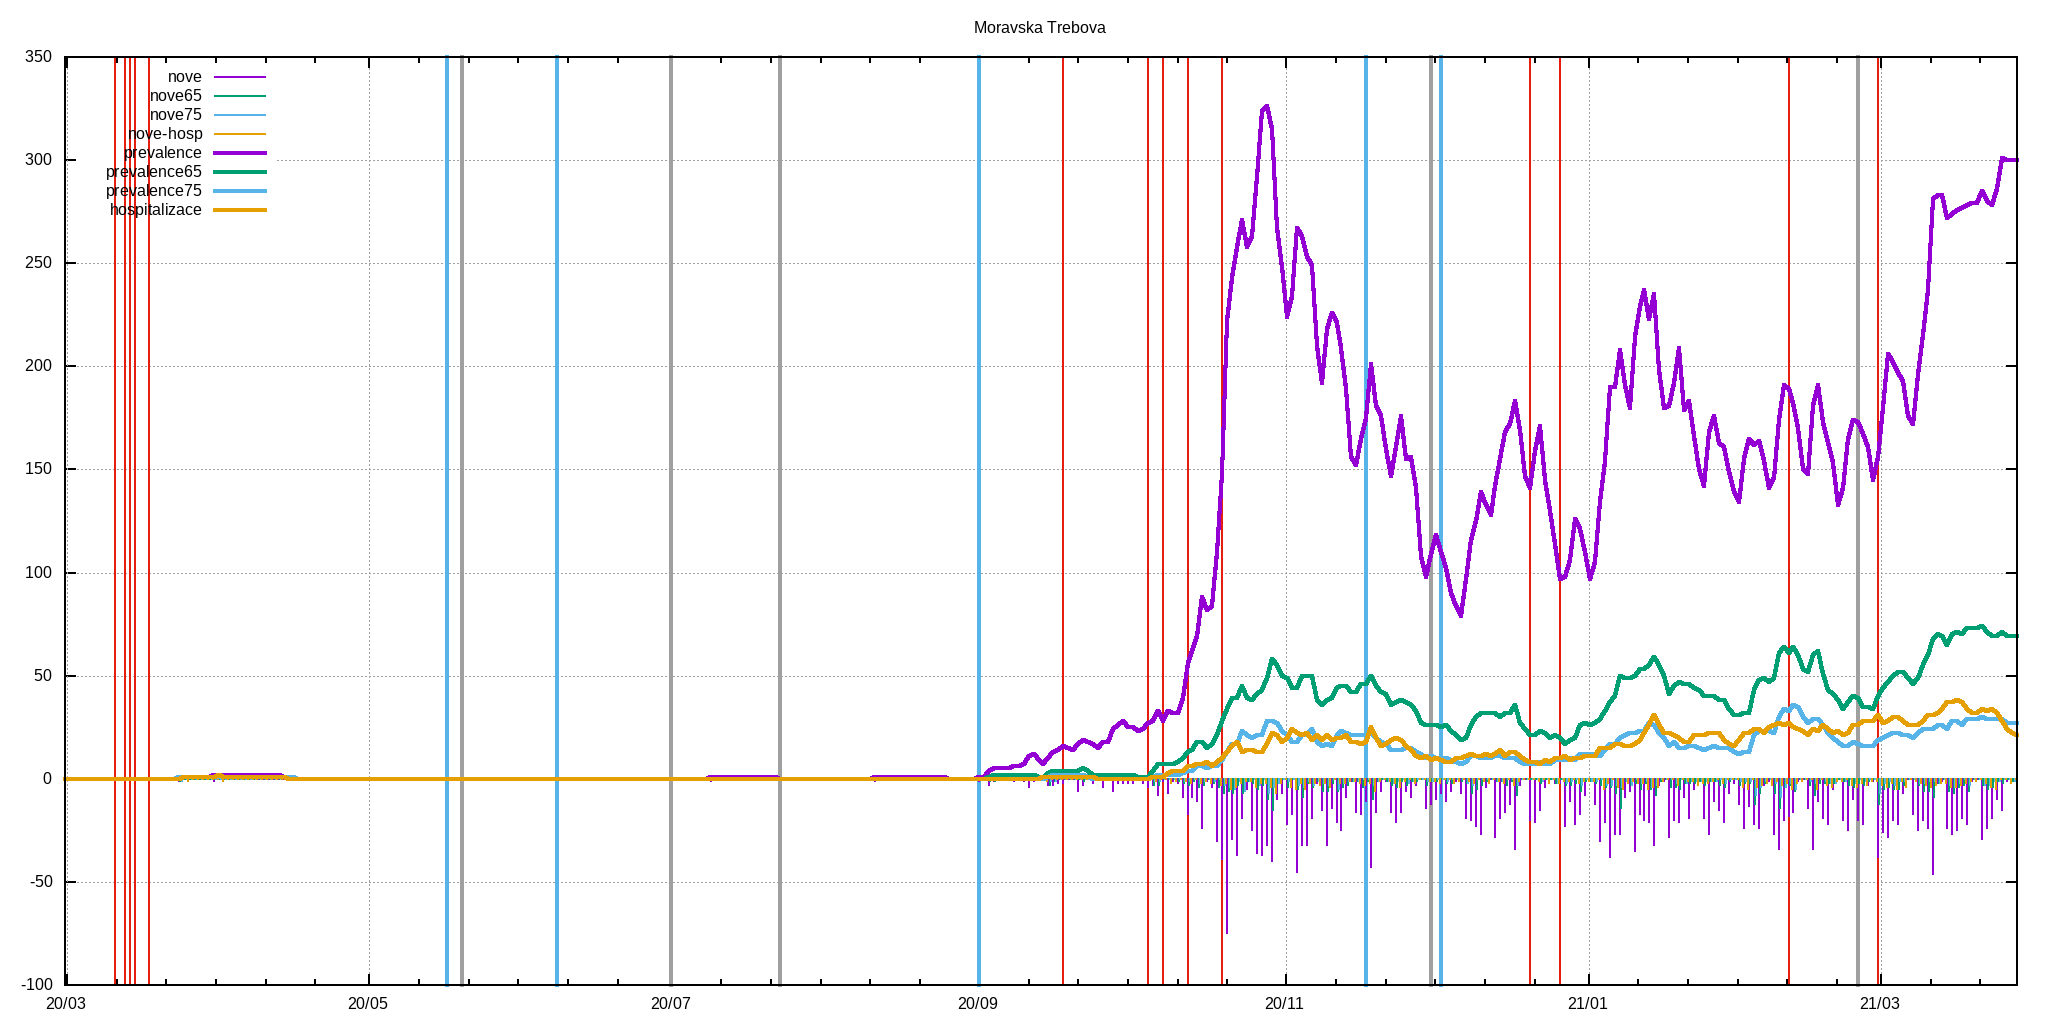 Moravska Trebova
350
300
250
200
150
100
50
0
-50
-100
nove
nove65
nove75
nove-hosp
prevalence
prevalence65
prevalence75
hospitalizace
20/03 20/05 20/07 20/09 20/11 21/01 21/03